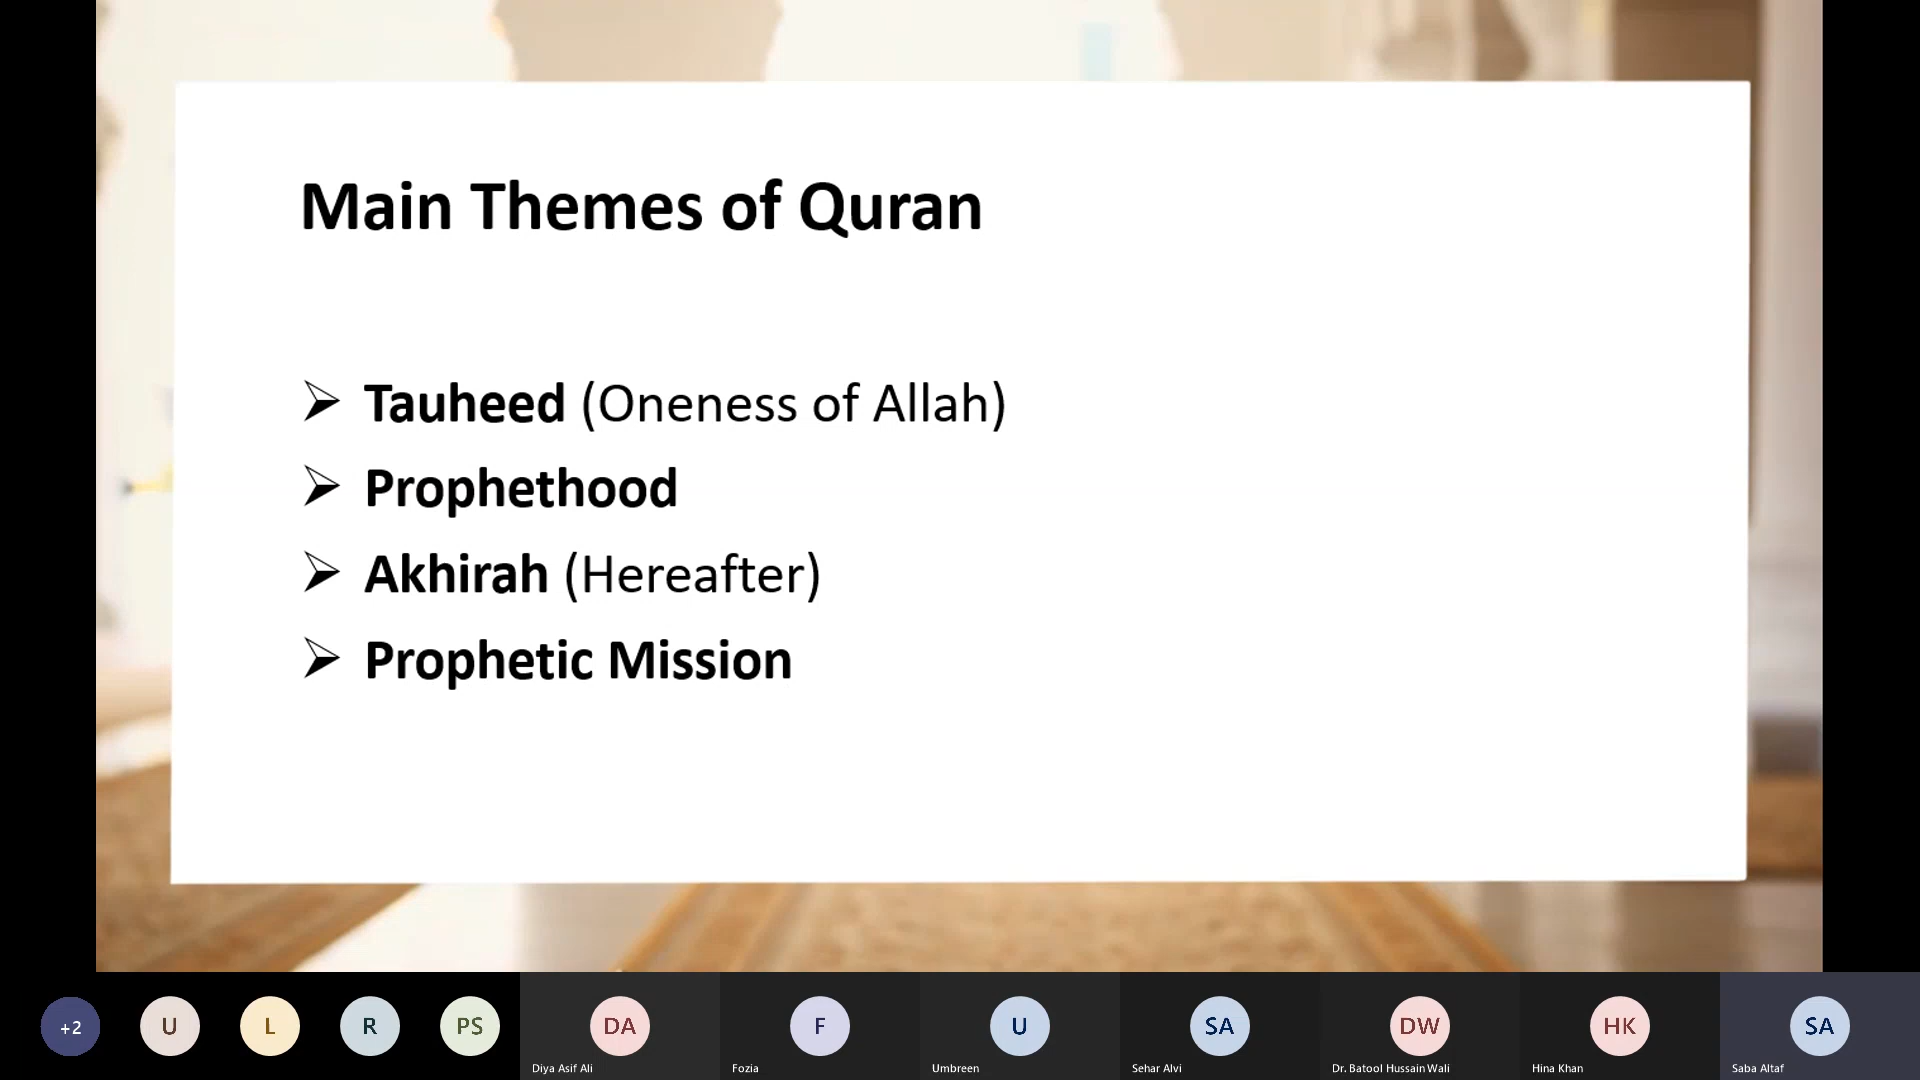 Main Themes of Quran
➢ Tauheed (Oneness of Allah)
➢ Prophethood
➢ Akhirah (Hereafter)
➢ Prophetic Mission
+2
U
L
R
PS
DA
F
U
SA
DW
HK
SA
Diya Asif Ali
Fozia
Umbreen
Sehar Alvi
Dr. Batool Hussain Wali
Hina Khan
Saba Altaf